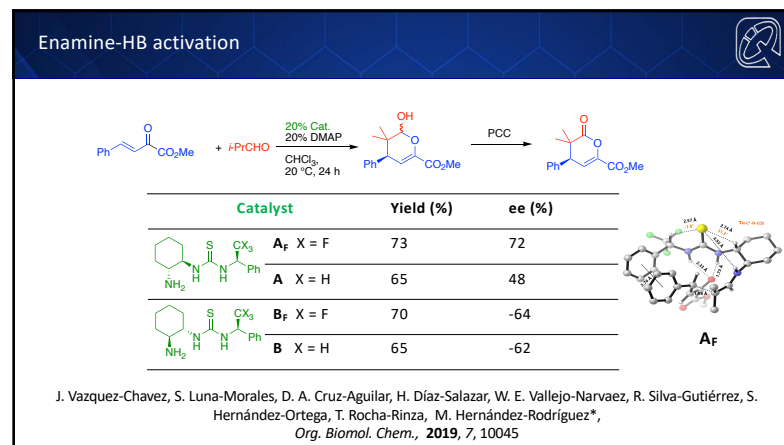 Enamine-HB activation
OH
O
Ph
CO2Me
+ i-PrCHO
20% Cat.
20% DMAP
CHCl3,
20 °C, 24 h
O
Ph
CO2Me
PCC
O
O
Ph
CO2Me
Catalyst Yield (%) ee (%)
S CX3
N H N H Ph
NH2
AF X = F 73 72
A X = H 65 48
S CX3
N H N H Ph
NH2
BF X = F 70 -64
B X = H 65 -62
AF
J. Vazquez-Chavez, S. Luna-Morales, D. A. Cruz-Aguilar, H. Díaz-Salazar, W. E. Vallejo-Narvaez, R. Silva-Gutiérrez, S.
Hernández-Ortega, T. Rocha-Rinza, M. Hernández-Rodríguez*,
Org. Biomol. Chem., 2019, 7, 10045